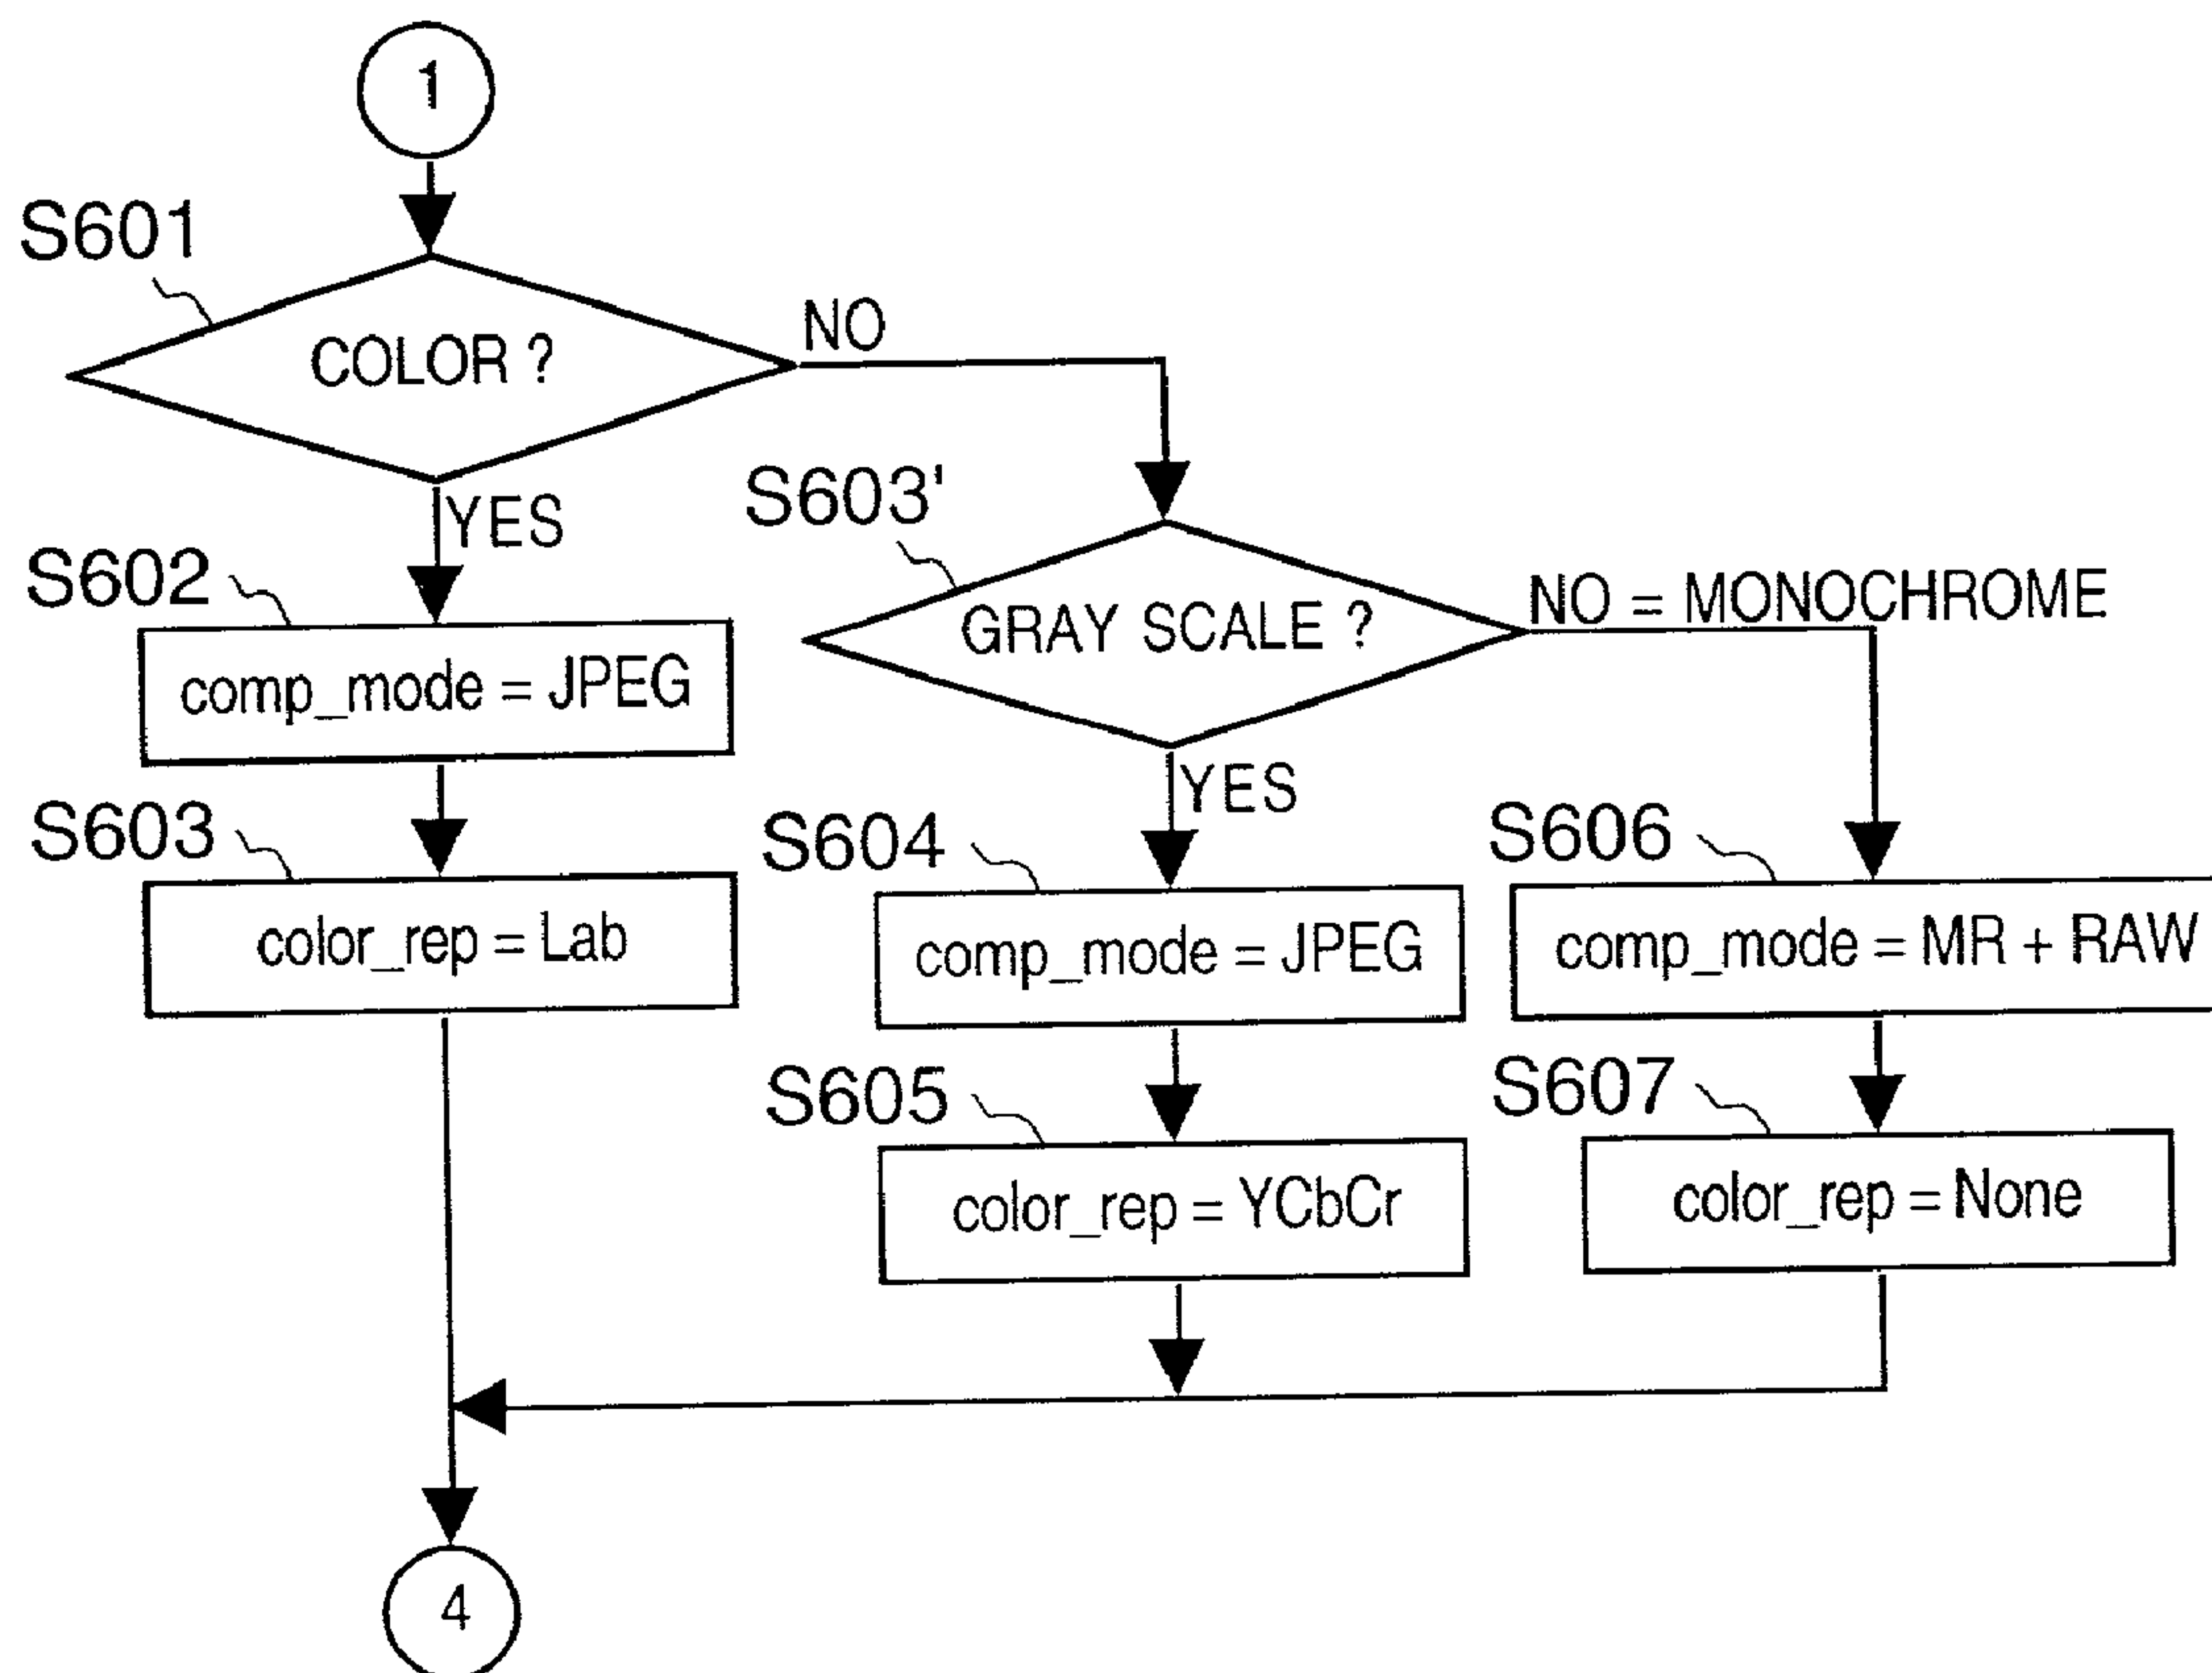 1
S601
COLOR ?
NO
YES
S602
comp_mode = JPEG
S603
color_rep = Lab
S603'
GRAY SCALE ?
NO = MONOCHROME
YES
S604
comp_mode = JPEG
S605
color_rep = YCbCr
S606
comp_mode = MR + RAW
S607
color_rep = None
4